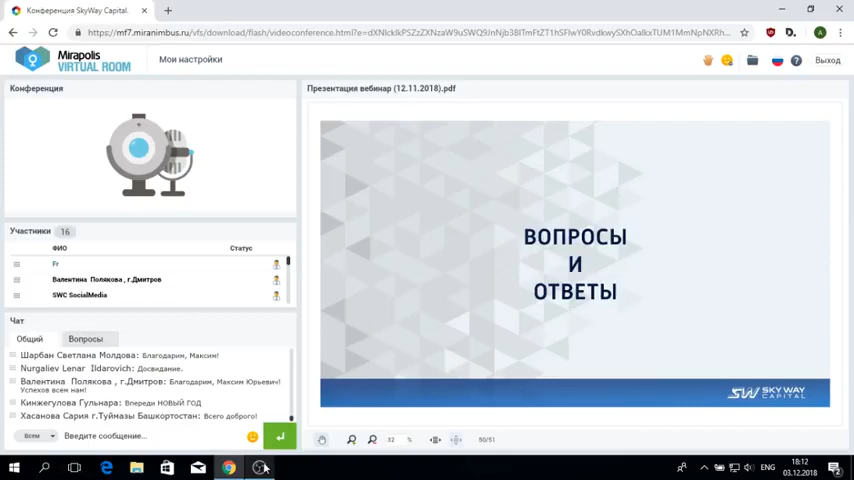 Конференция SkyWay Capital.
https://mf7.miranimbus.ru/vfs/download/flash/videoconference.html?
Mirapolis
VIRTUAL ROOM
Мои настройки
Выход
Конференция
Презентация вебинар (12.11.2018).pdf
Участники 16
ФИО Статус
Fr
Валентина Полякова , г.Дмитров
SWC SocialMedia
Чат
Общий Вопросы
Шарбан Светлана Молдова: Благодарим, Максим!
Nurgaliev Lenar Ildarovich: Досвидание.
Валентина Полякова , г.Дмитров: Благодарим, Максим Юрьевич!
Успехов всем нам!
Кинжегулова Гульнара: Впереди НОВЫЙ ГОД
Хасанова Сария г.Туймазы Башкортостан: Всего доброго!
Всем Введите сообщение...
ВОПРОСЫ
И
ОТВЕТЫ
SW SKY WAY
CAPITAL
32 % 50/51
ENG 18:12
03.12.2018